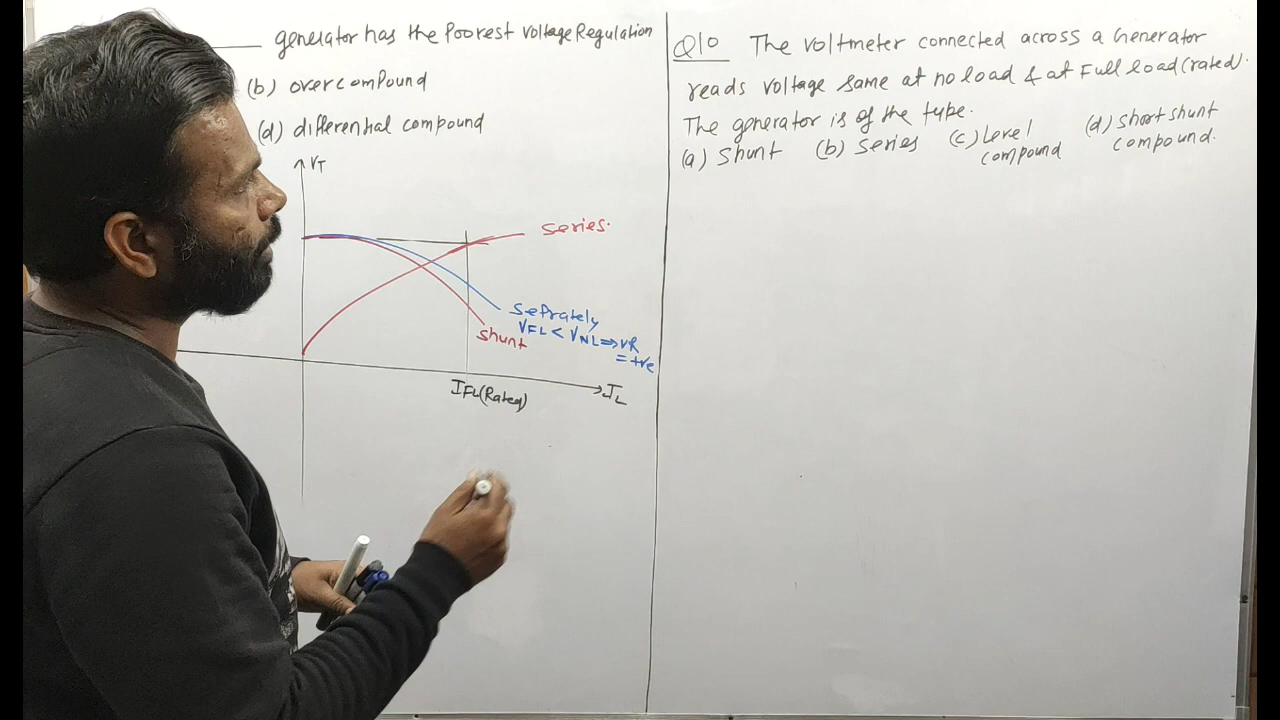 _____ generator has the Poorest voltage Regulation
(b) overcompound
(d) differential compound
VT
series.
Seprately
VFL < VNL ⇒ VR
= +ve
shunt
IFL(Rated)
IL
Q10 The voltmeter connected across a Generator
reads voltage same at no load & at Full load (rated).
The generator is of the type.
(a) Shunt (b) Series (c) Level compound (d) short shunt compound.